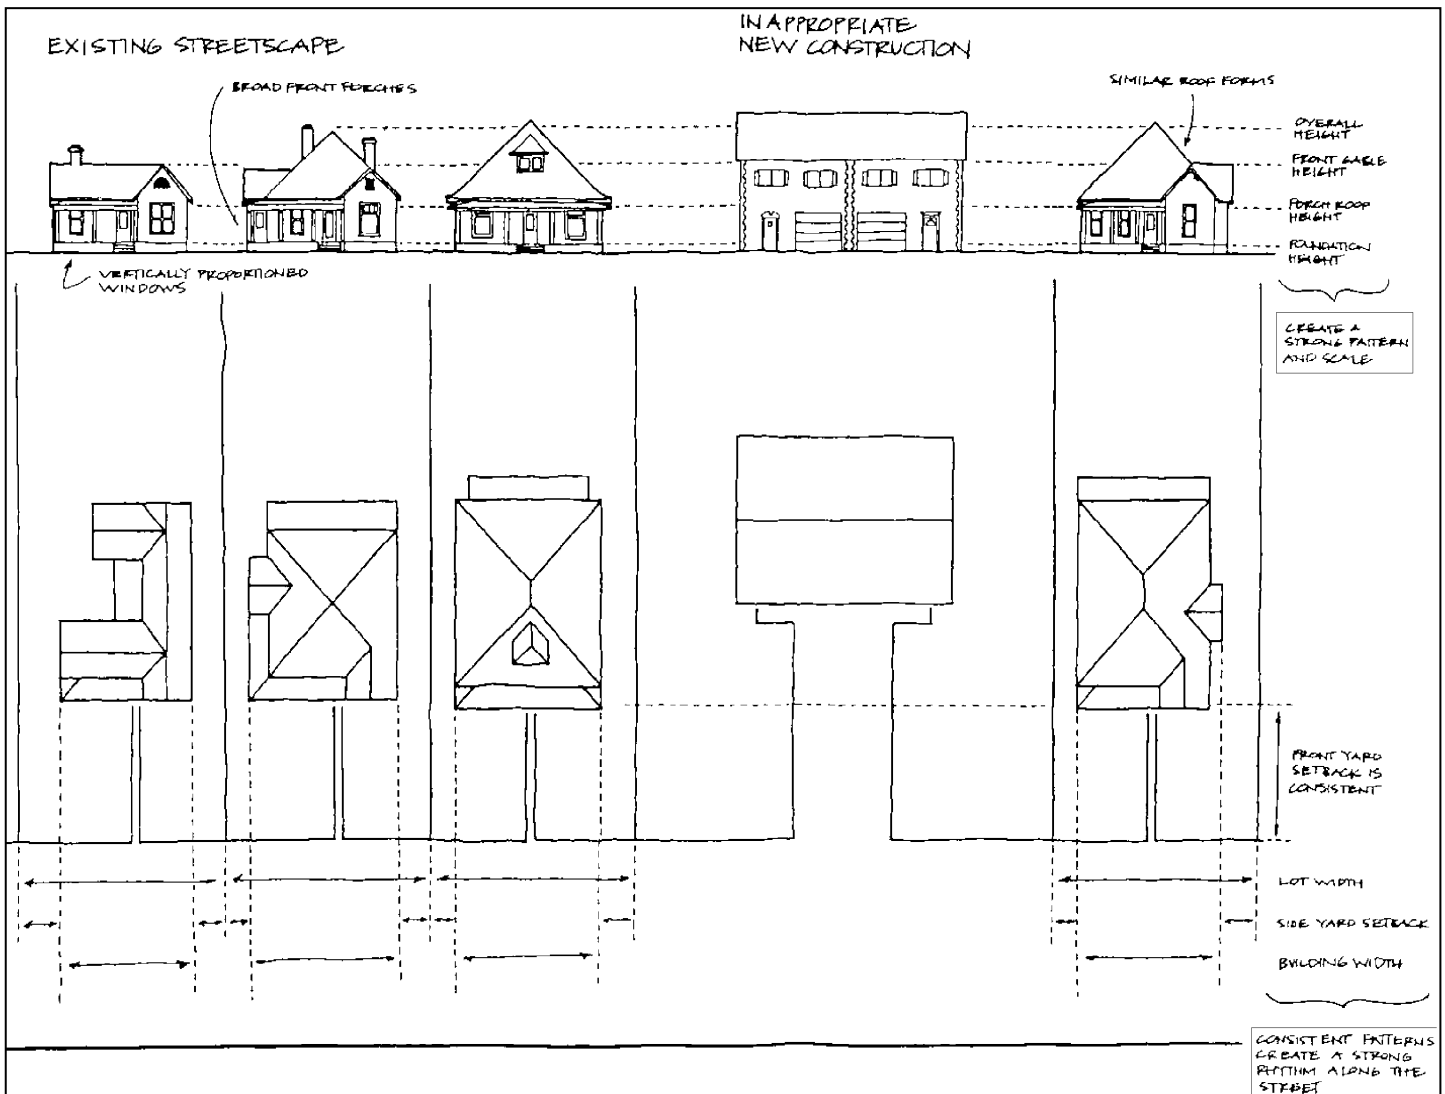 EXISTING STREETSCAPE
INAPPROPRIATE
NEW CONSTRUCTION
BROAD FRONT PORCHES
SIMILAR ROOF FORMS
OVERALL
HEIGHT
FRONT GABLE
HEIGHT
PORCH ROOF
HEIGHT
FOUNDATION
HEIGHT
VERTICALLY PROPORTIONED
WINDOWS
CREATE A
STRONG PATTERN
AND SCALE
FRONT YARD
SETBACK IS
CONSISTENT
LOT WIDTH
SIDE YARD SETBACK
BUILDING WIDTH
CONSISTENT PATTERNS
CREATE A STRONG
RHYTHM ALONG THE
STREET